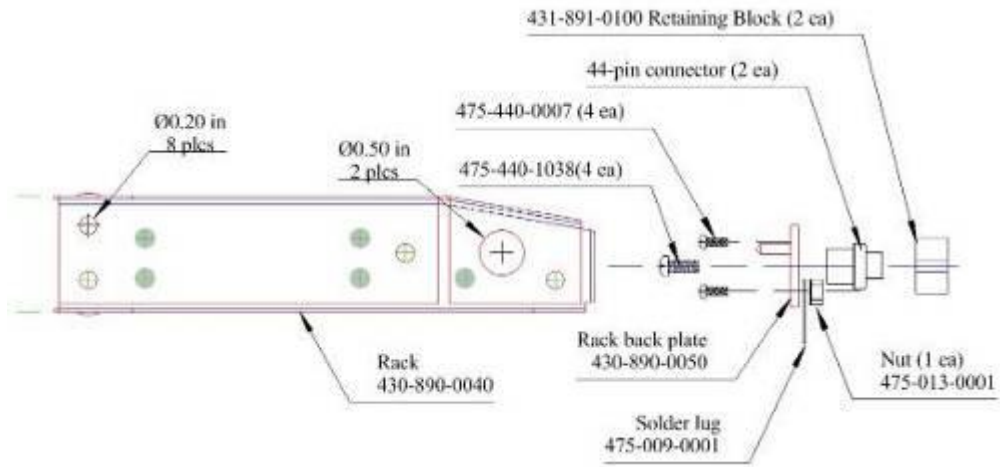 431-891-0100 Retaining Block (2 ea)
44-pin connector (2 ea)
475-440-0007 (4 ea)
475-440-1038(4 ea)
Ø0.20 in
8 plcs
Ø0.50 in
2 plcs
Rack
430-890-0040
Rack back plate
430-890-0050
Nut (1 ea)
475-013-0001
Solder lug
475-009-0001